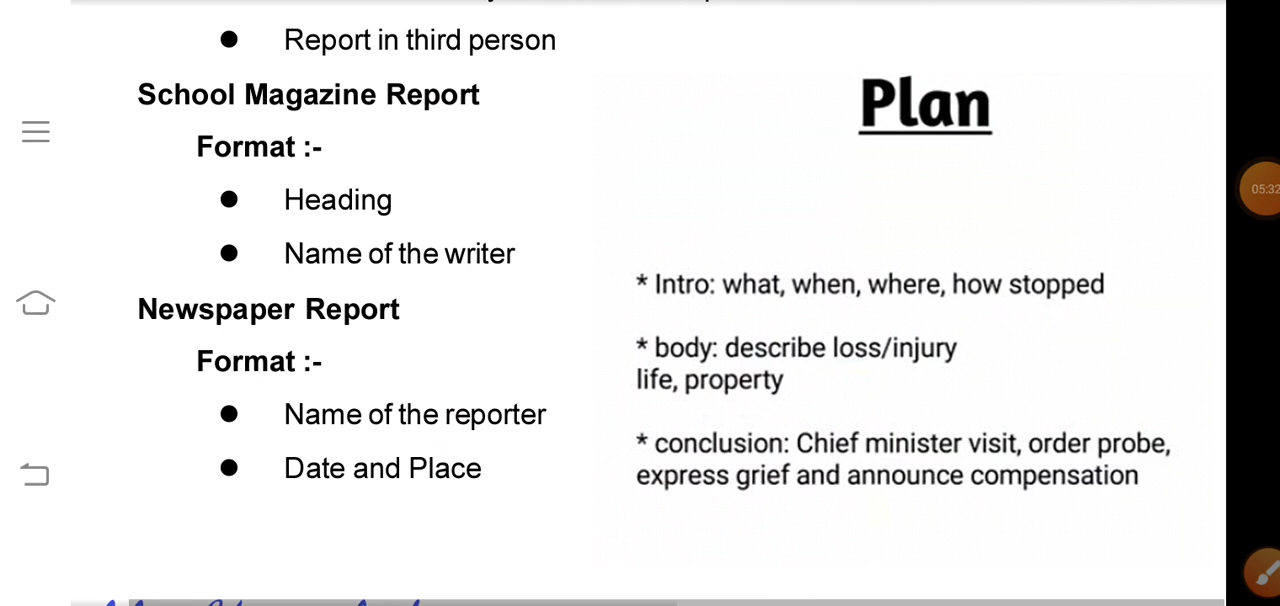 ● Report in third person
School Magazine Report
Format :-
● Heading
● Name of the writer
Newspaper Report
Format :-
● Name of the reporter
● Date and Place
Plan
* Intro: what, when, where, how stopped
* body: describe loss/injury
life, property
* conclusion: Chief minister visit, order probe,
express grief and announce compensation
05:32